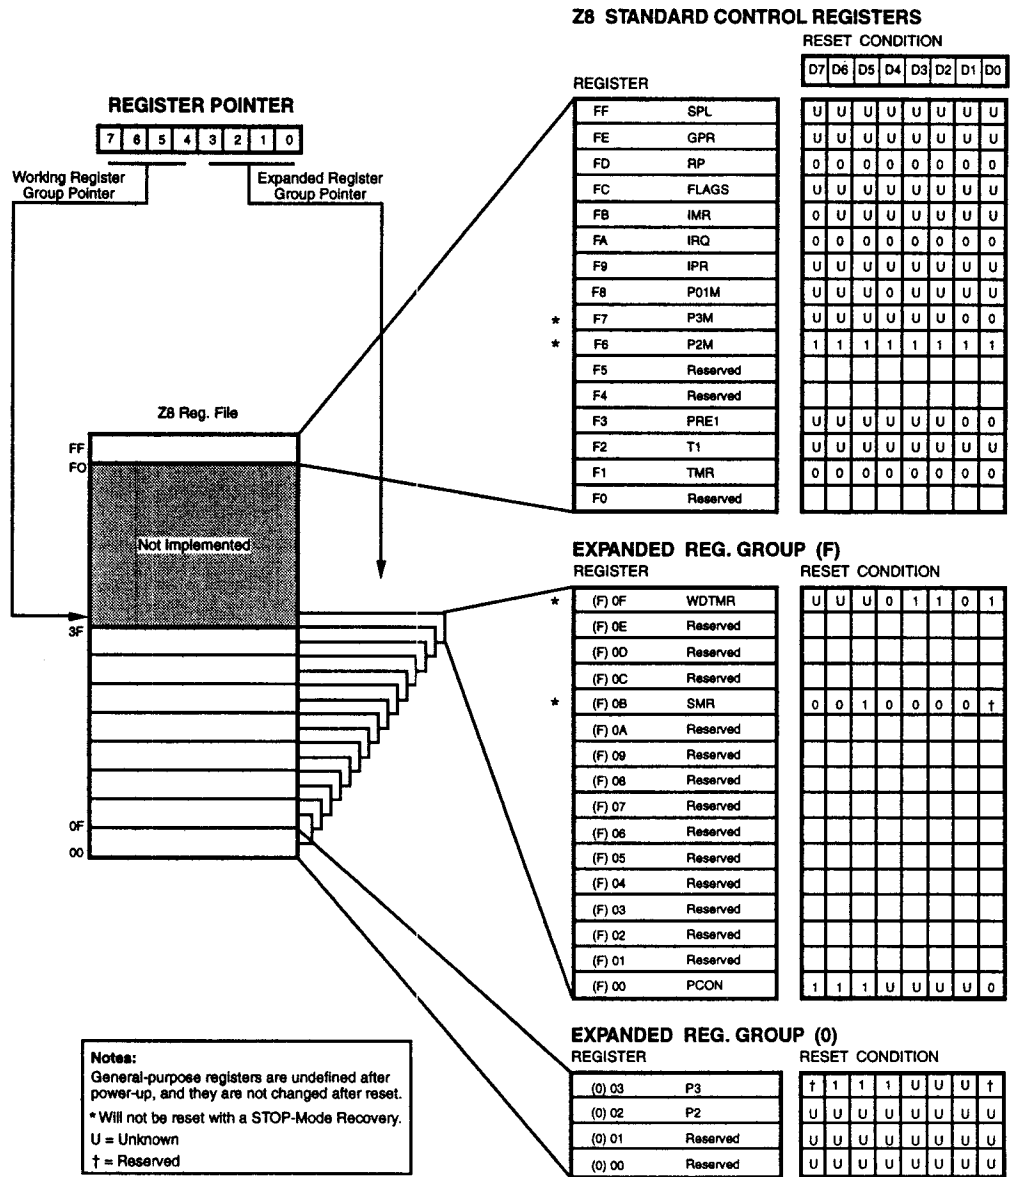 Z8 STANDARD CONTROL REGISTERS
RESET CONDITION
D7 D6 D5 D4 D3 D2 D1 D0
REGISTER
FF SPL U U U U U U U U
FE GPR U U U U U U U U
FD RP 0 0 0 0 0 0 0 0
FC FLAGS U U U U U U U U
FB IMR 0 U U U U U U U
FA IRQ 0 0 0 0 0 0 0 0
F9 IPR U U U U U U U U
F8 P01M U U U 0 U U U U
* F7 P3M U U U U U U 0 0
* F6 P2M 1 1 1 1 1 1 1 1
F5 Reserved
F4 Reserved
F3 PRE1 U U U U U U 0 0
F2 T1 U U U U U U U U
F1 TMR 0 0 0 0 0 0 0 0
F0 Reserved
REGISTER POINTER
7 6 5 4 3 2 1 0
Working Register
Group Pointer
Expanded Register
Group Pointer
Z8 Reg. File
FF
F0
Not Implemented
3F
0F
00
EXPANDED REG. GROUP (F)
REGISTER RESET CONDITION
* (F) 0F WDTMR U U U 0 1 1 0 1
(F) 0E Reserved
(F) 0D Reserved
(F) 0C Reserved
* (F) 0B SMR 0 0 1 0 0 0 0 †
(F) 0A Reserved
(F) 09 Reserved
(F) 08 Reserved
(F) 07 Reserved
(F) 06 Reserved
(F) 05 Reserved
(F) 04 Reserved
(F) 03 Reserved
(F) 02 Reserved
(F) 01 Reserved
(F) 00 PCON 1 1 1 U U U U 0
EXPANDED REG. GROUP (0)
REGISTER RESET CONDITION
(0) 03 P3 † 1 1 1 U U U †
(0) 02 P2 U U U U U U U U
(0) 01 Reserved U U U U U U U U
(0) 00 Reserved U U U U U U U U
Notes:
General-purpose registers are undefined after
power-up, and they are not changed after reset.
* Will not be reset with a STOP-Mode Recovery.
U = Unknown
† = Reserved